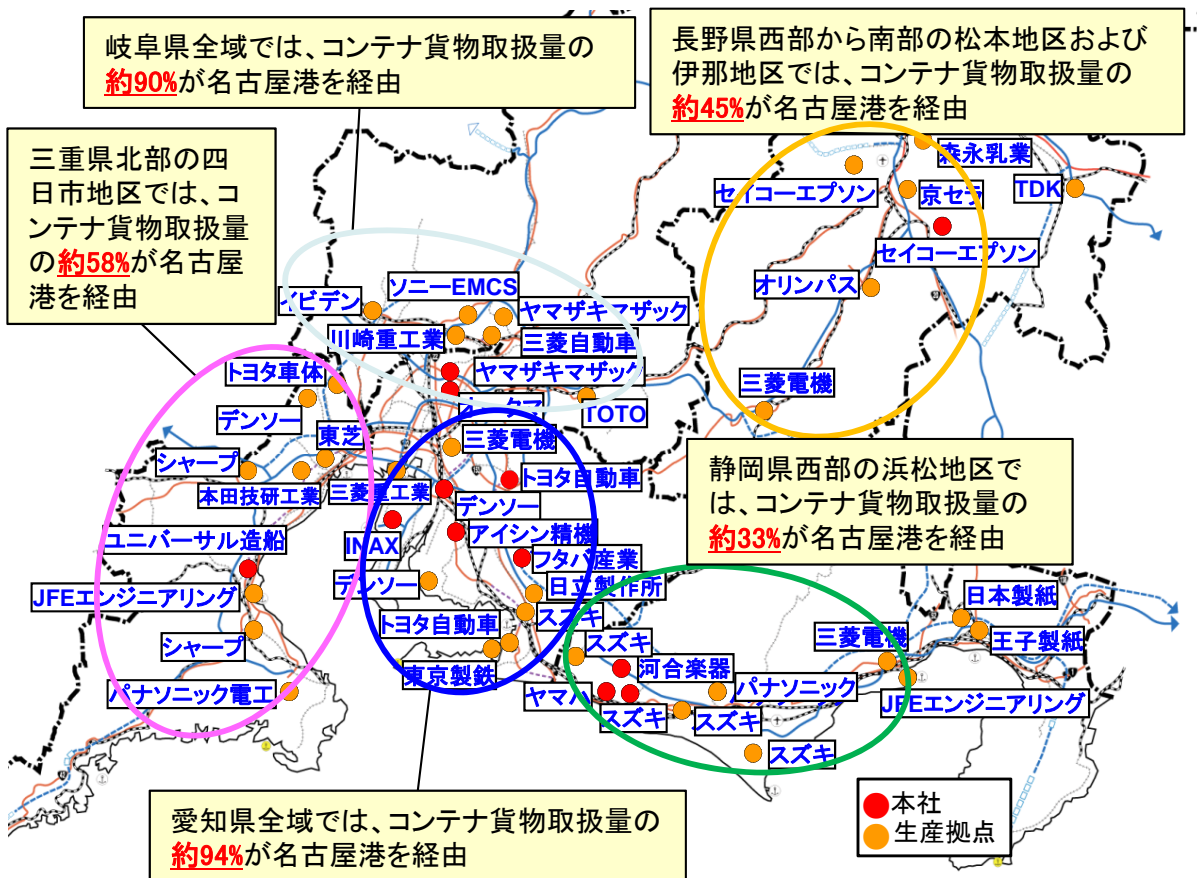 岐阜県全域では、コンテナ貨物取扱量の
約90%が名古屋港を経由
長野県西部から南部の松本地区および
伊那地区では、コンテナ貨物取扱量の
約45%が名古屋港を経由
三重県北部の四
日市地区では、コ
ンテナ貨物取扱量
の約58%が名古屋
港を経由
森永乳業
セイコーエプソン
京セラ
TDK
セイコーエプソン
オリンパス
ソニーEMCS
イビデン
ヤマザキマザック
川崎重工業
三菱自動車
トヨタ車体
ヤマザキマザック
三菱電機
デンソー
TOTO
東芝
三菱電機
シャープ
トヨタ自動車
本田技研工業
三菱重工業
デンソー
静岡県西部の浜松地区で
は、コンテナ貨物取扱量の
約33%が名古屋港を経由
ユニバーサル造船
INAX
アイシン精機
フタバ産業
デンソー
日立製作所
JFEエンジニアリング
スズキ
日本製紙
トヨタ自動車
スズキ
三菱電機
王子製紙
シャープ
東京製鉄
河合楽器
パナソニック
JFEエンジニアリング
パナソニック電工
ヤマハ
スズキ
スズキ
スズキ
愛知県全域では、コンテナ貨物取扱量の
約94%が名古屋港を経由
本社
生産拠点